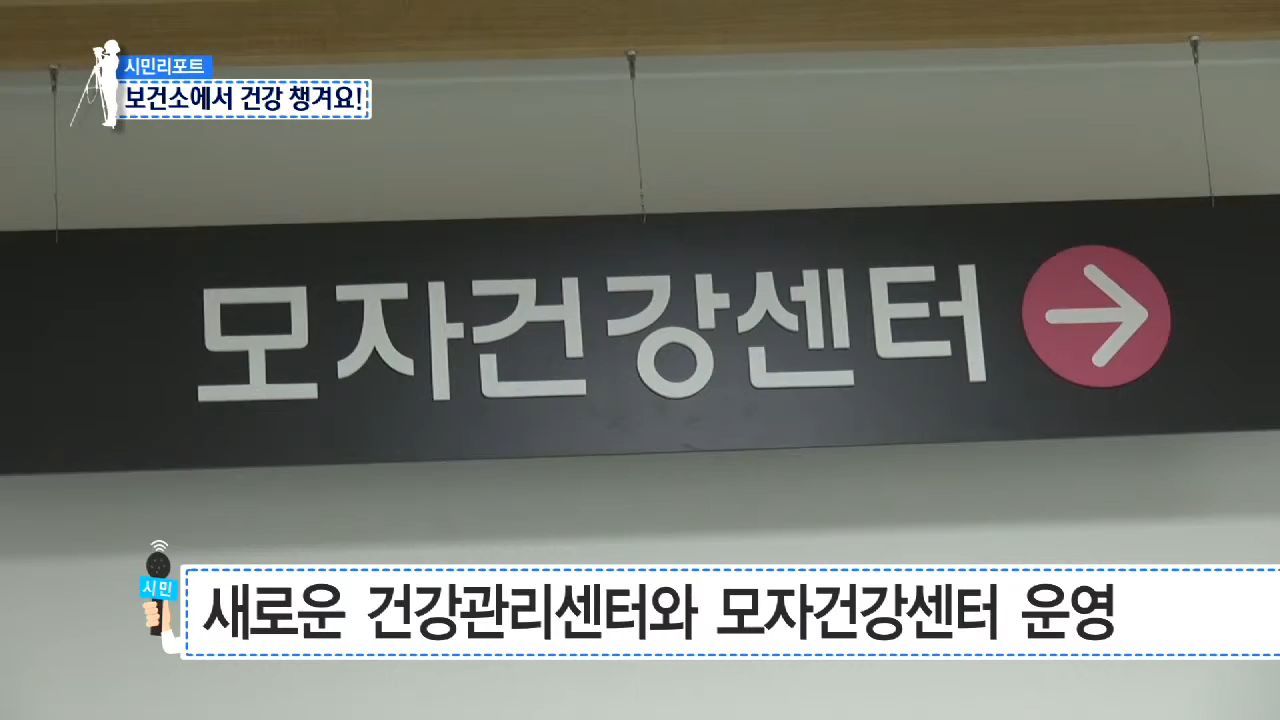 시민리포트
보건소에서 건강 챙겨요!
모자건강센터
시민
새로운 건강관리센터와 모자건강센터 운영